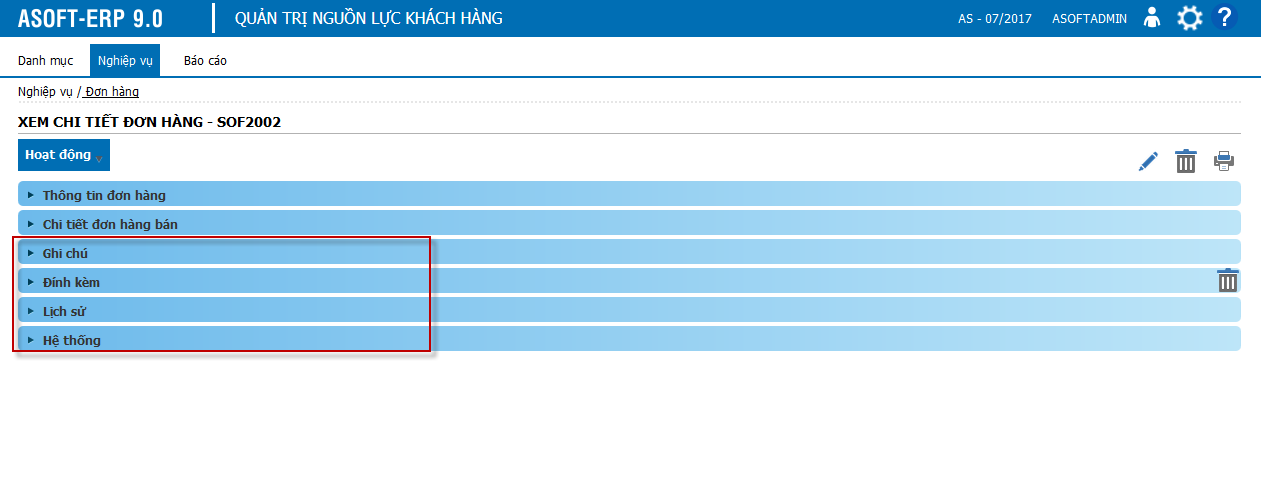 ASOFT-ERP 9.0 QUẢN TRỊ NGUỒN LỰC KHÁCH HÀNG AS - 07/2017 ASOFTADMIN ?
Danh mục Nghiệp vụ Báo cáo
Nghiệp vụ / Đơn hàng
XEM CHI TIẾT ĐƠN HÀNG - SOF2002
Hoạt động
Thông tin đơn hàng
Chi tiết đơn hàng bán
Ghi chú
Đính kèm
Lịch sử
Hệ thống